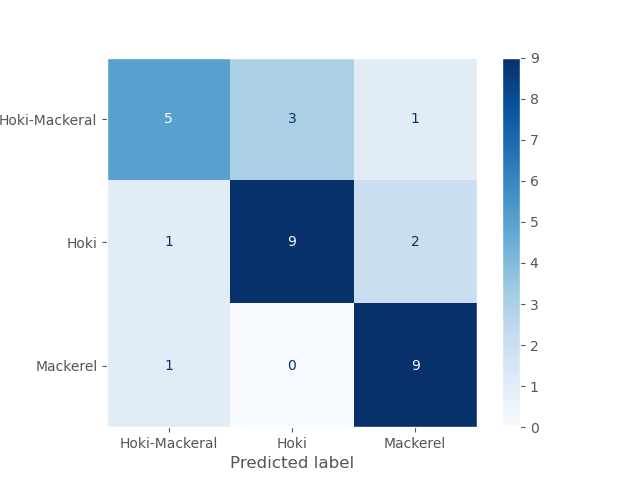 Hoki-Mackeral 5 3 1
Hoki 1 9 2
Mackerel 1 0 9
Hoki-Mackeral Hoki Mackerel
Predicted label
9
8
7
6
5
4
3
2
1
0